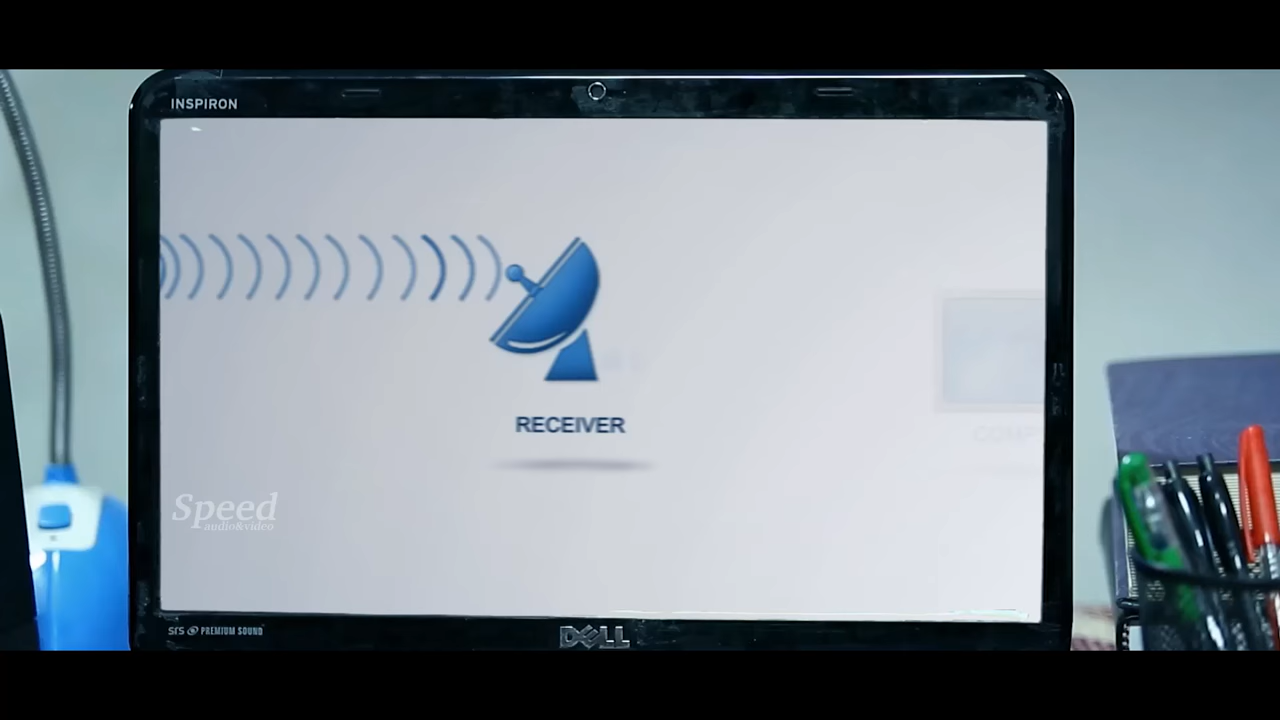 INSPIRON
RECEIVER
Speed
audio&video
SRS PREMIUM SOUND
DELL